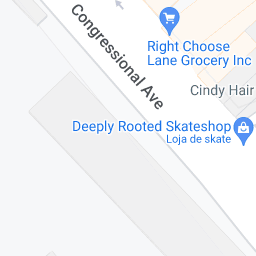 Congressional Ave
Right Choose
Lane Grocery Inc
Cindy Hair
Deeply Rooted Skateshop
Loja de skate